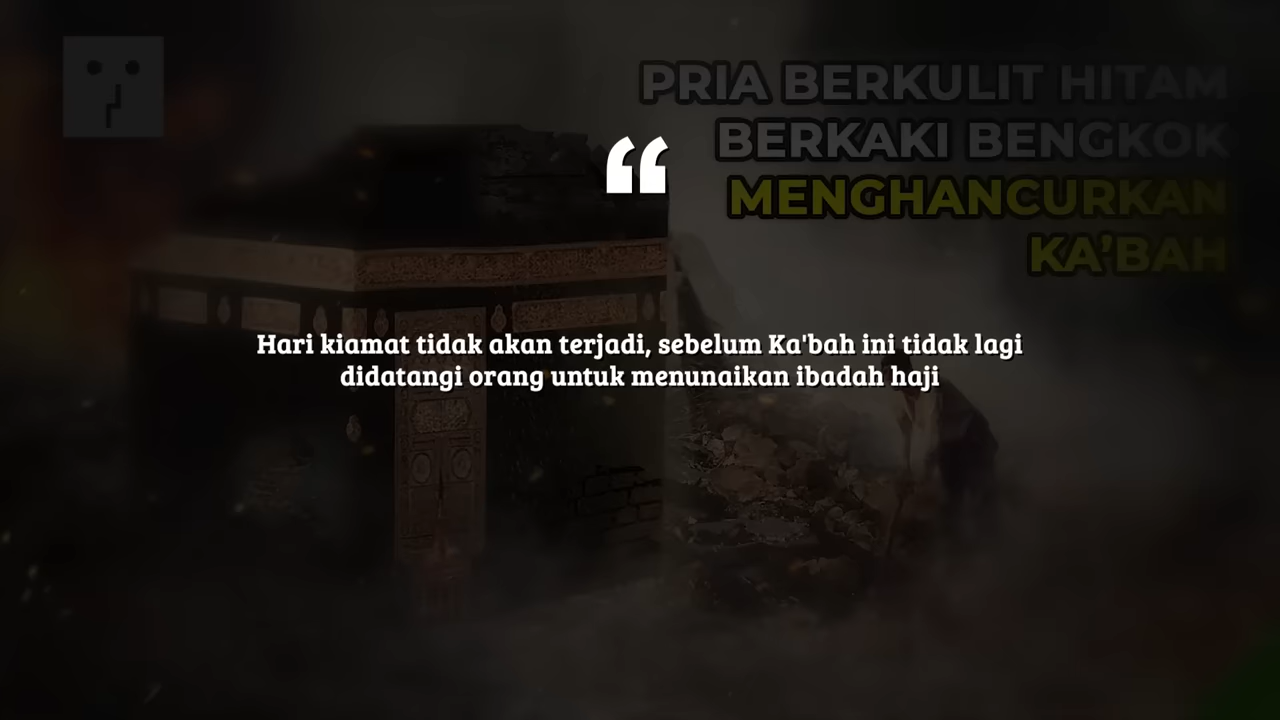 PRIA BERKULIT HITAM
BERKAKI BENGKOK
MENGHANCURKAN
KA'BAH
“
Hari kiamat tidak akan terjadi, sebelum Ka'bah ini tidak lagi
didatangi orang untuk menunaikan ibadah haji